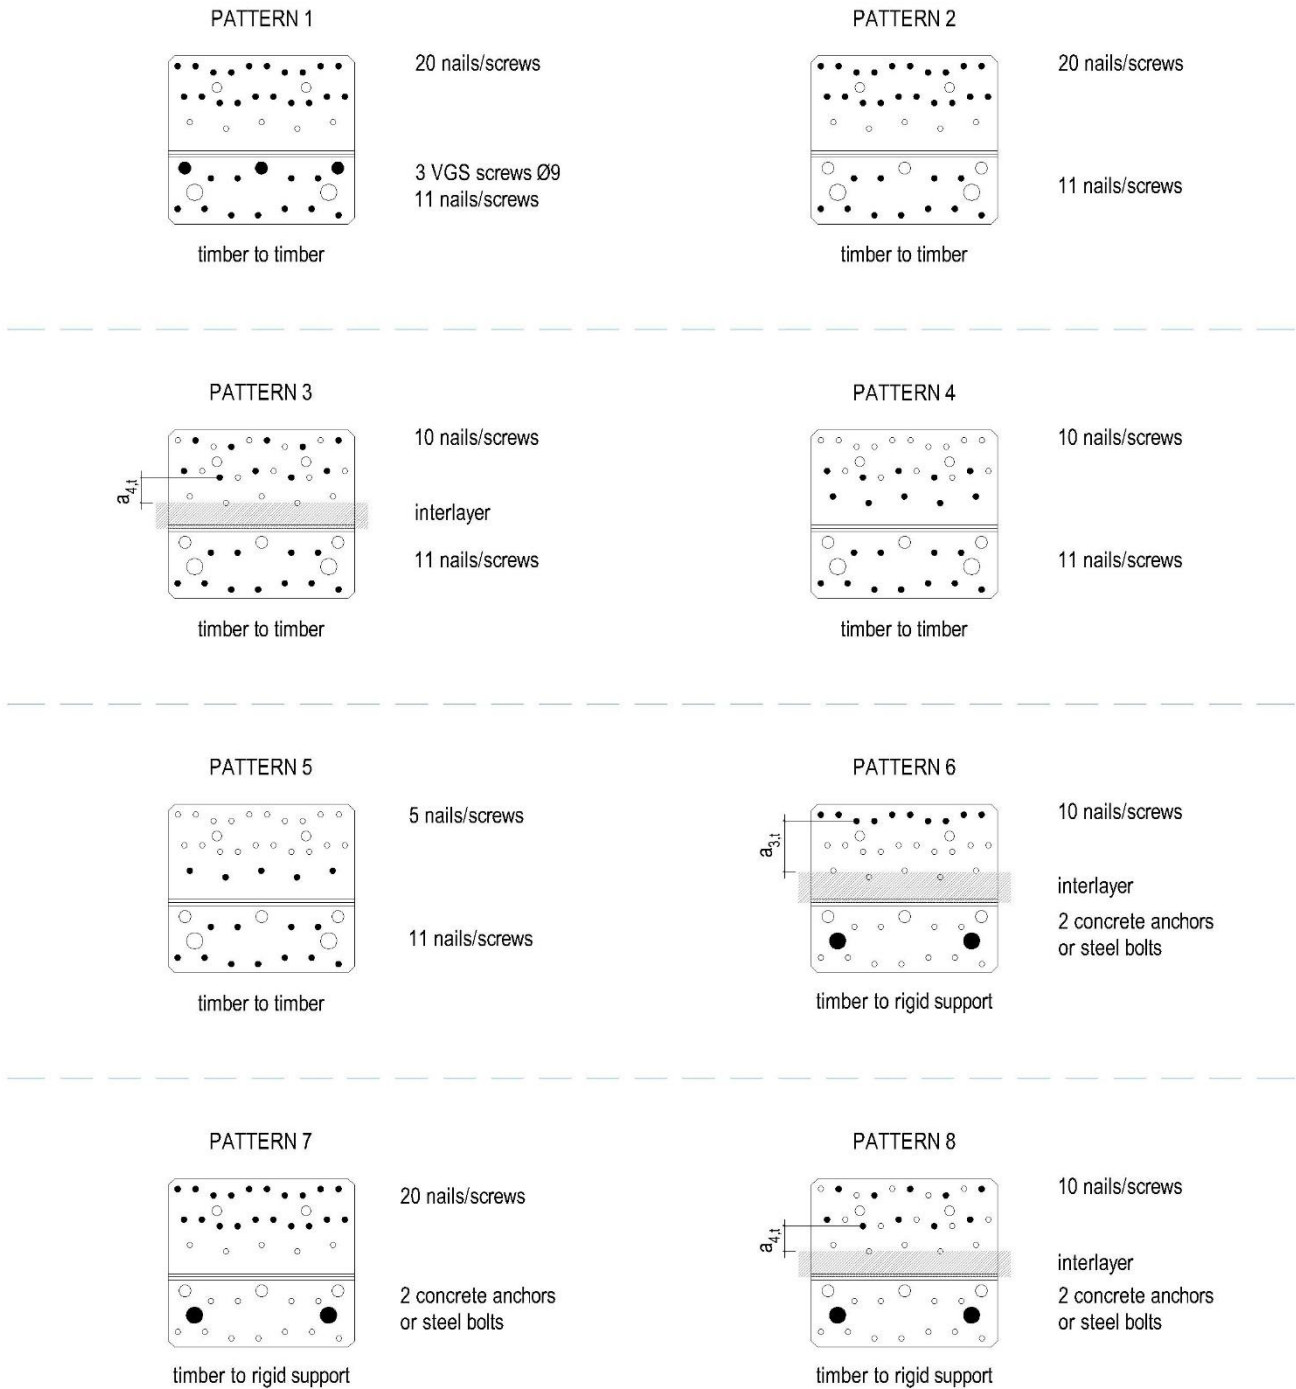 PATTERN 1
20 nails/screws
3 VGS screws Ø9
11 nails/screws
timber to timber
PATTERN 2
20 nails/screws
11 nails/screws
timber to timber
PATTERN 3
10 nails/screws
a4,t
interlayer
11 nails/screws
timber to timber
PATTERN 4
10 nails/screws
11 nails/screws
timber to timber
PATTERN 5
5 nails/screws
11 nails/screws
timber to timber
PATTERN 6
10 nails/screws
a3,t
interlayer
2 concrete anchors
or steel bolts
timber to rigid support
PATTERN 7
20 nails/screws
2 concrete anchors
or steel bolts
timber to rigid support
PATTERN 8
10 nails/screws
a4,t
interlayer
2 concrete anchors
or steel bolts
timber to rigid support